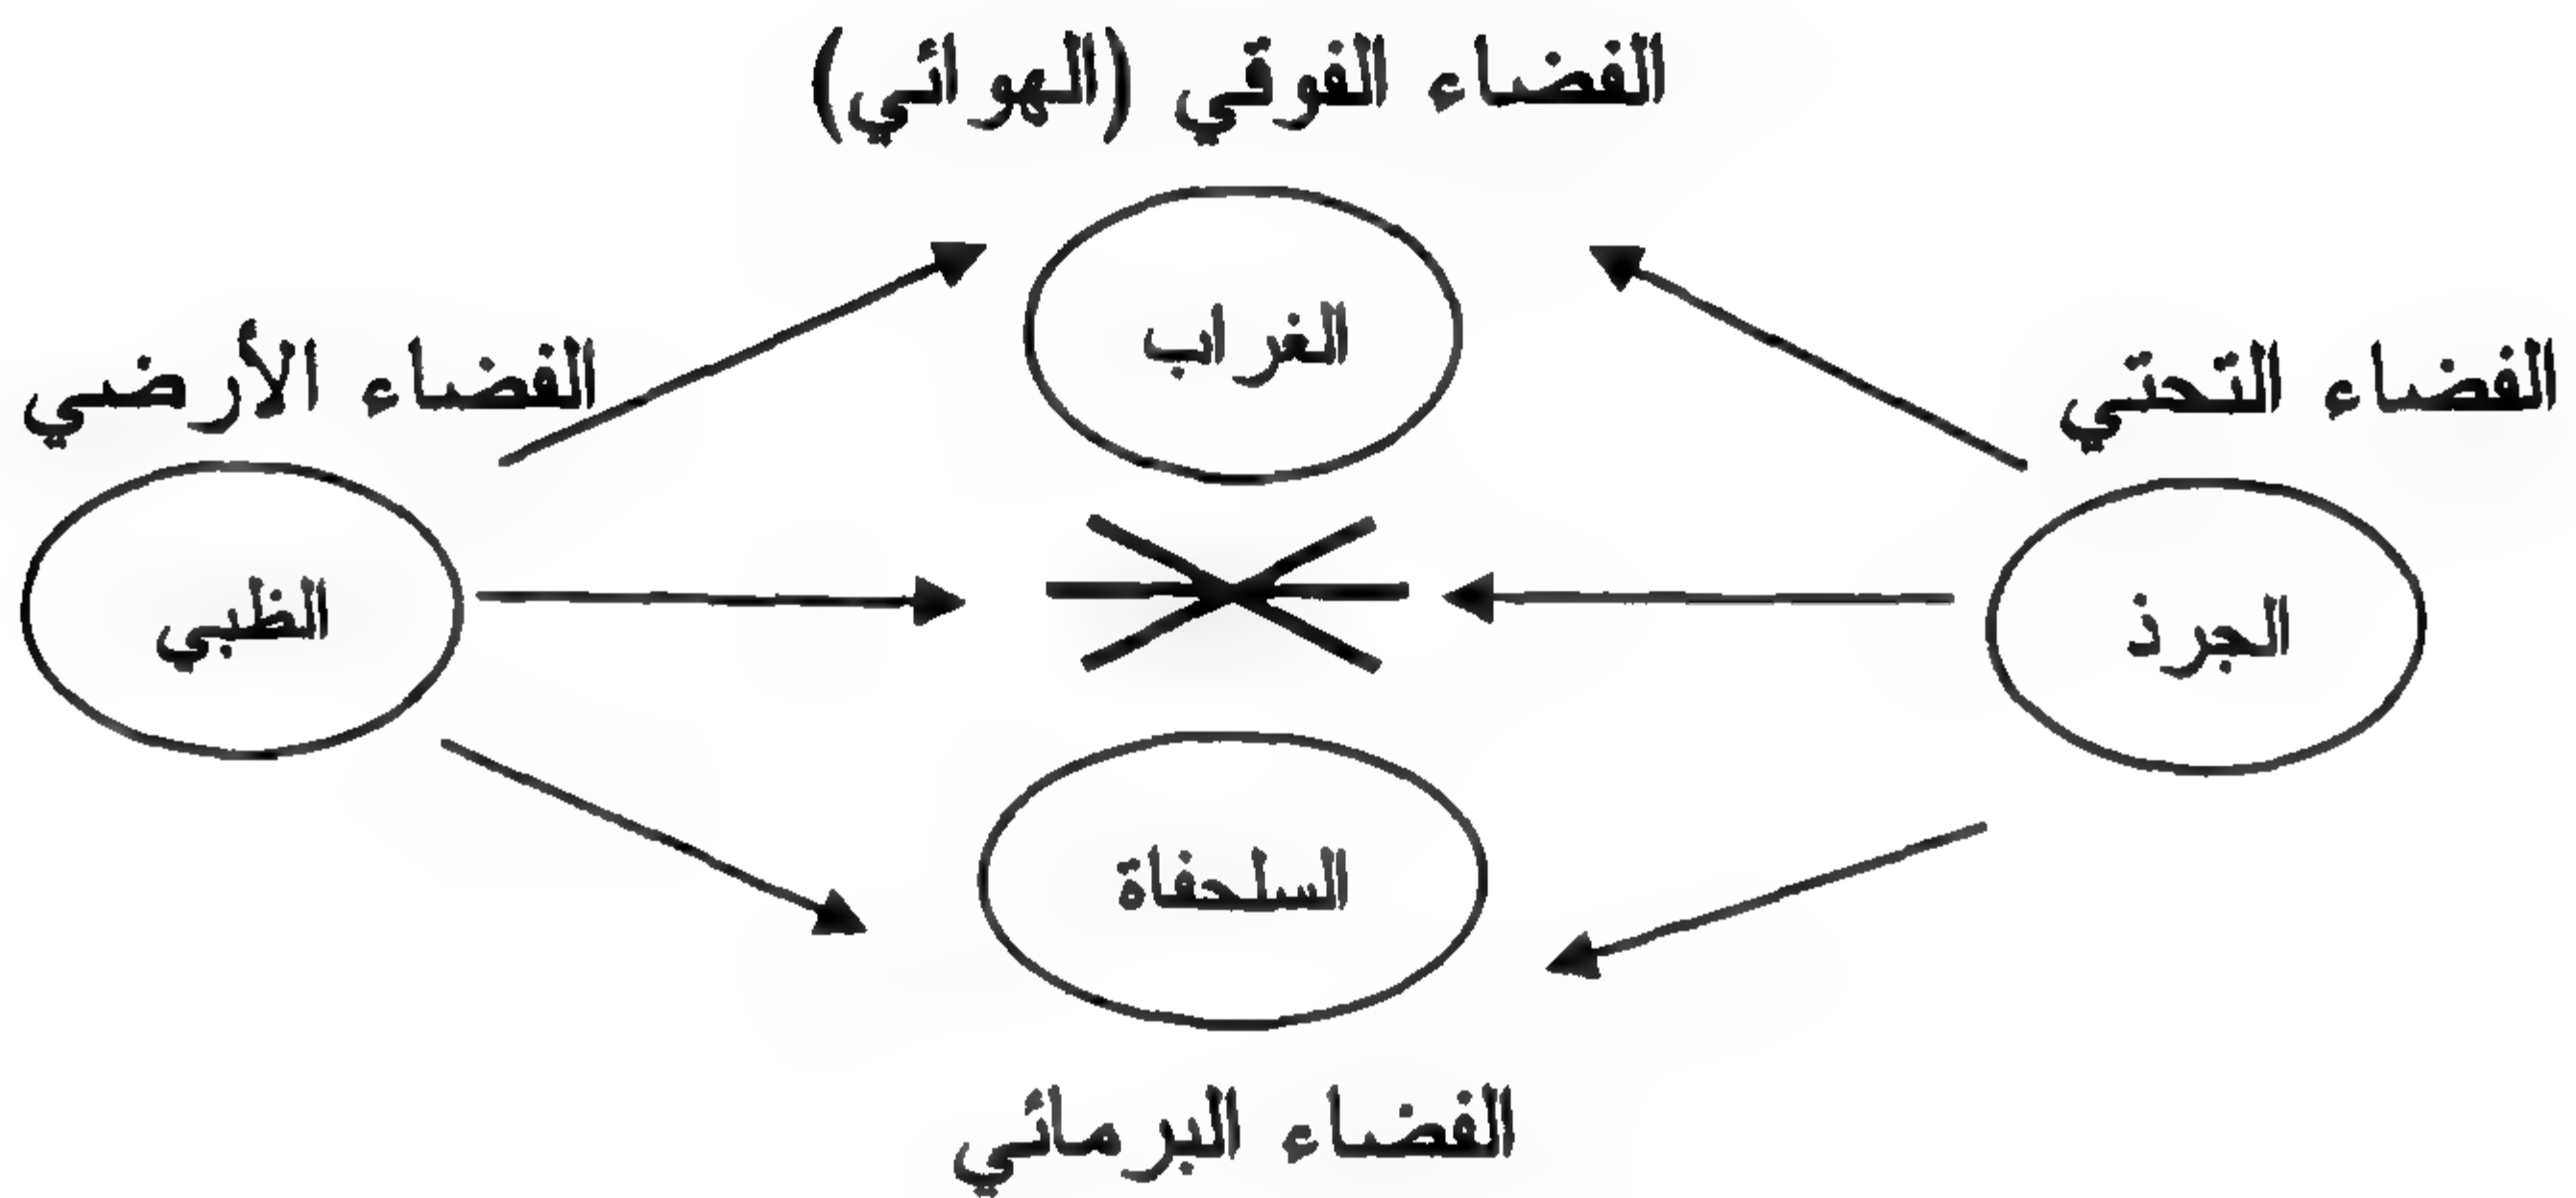 الفضاء الفوقي (الهوائي)
الغراب
الفضاء التحتي
الفضاء الأرضي
الجرذ
الظبي
السلحفاة
الفضاء البرمائي